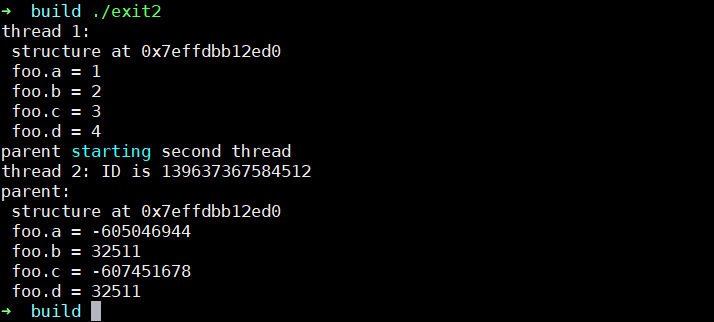 ➜  build ./exit2
thread 1:
 structure at 0x7effdbb12ed0
 foo.a = 1
 foo.b = 2
 foo.c = 3
 foo.d = 4
parent starting second thread
thread 2: ID is 139637367584512
parent:
 structure at 0x7effdbb12ed0
 foo.a = -605046944
 foo.b = 32511
 foo.c = -607451678
 foo.d = 32511
➜  build